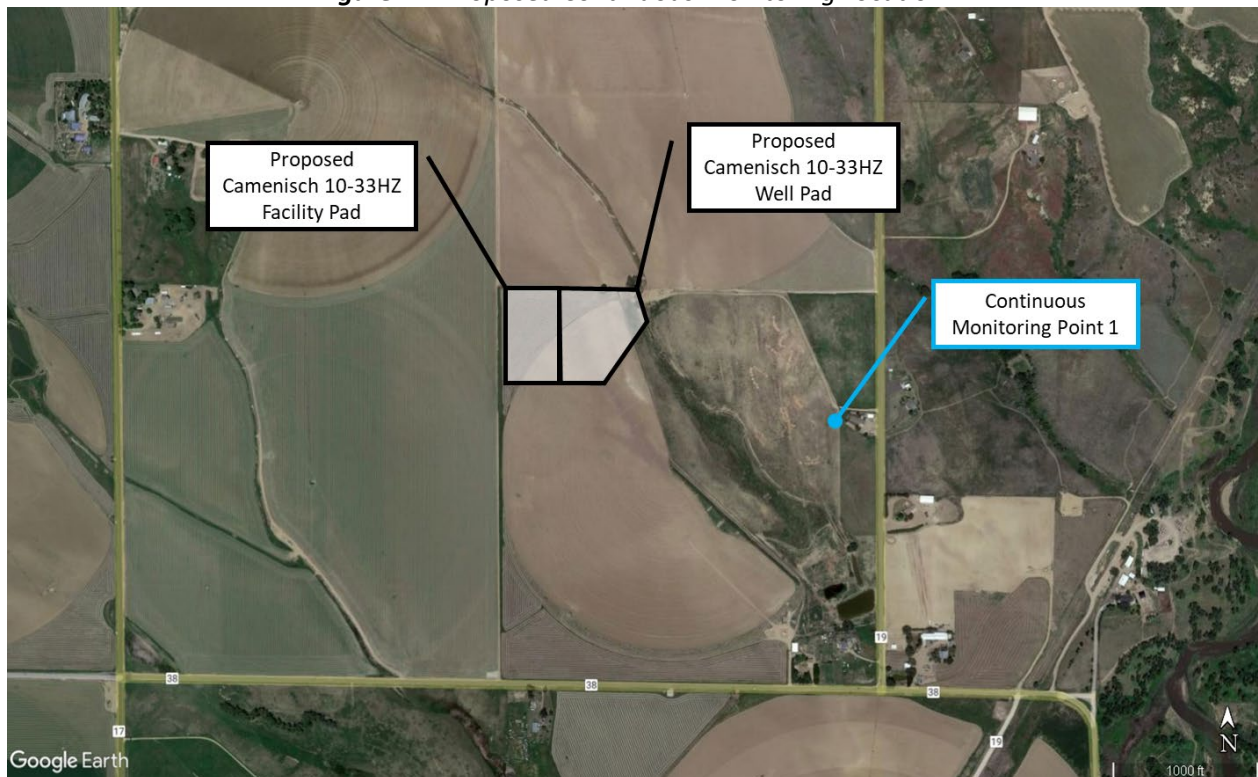 Proposed
Camenisch 10-33HZ
Facility Pad
Proposed
Camenisch 10-33HZ
Well Pad
Continuous
Monitoring Point 1
19
38
38
38
17
19
N
Google Earth
1000 ft